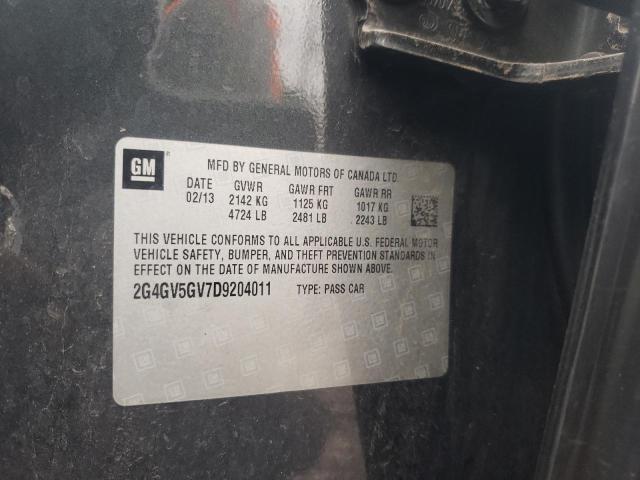 GM
MFD BY GENERAL MOTORS OF CANADA LTD.
DATE GVWR GAWR FRT GAWR RR
02/13 2142 KG 1125 KG 1017 KG
4724 LB 2481 LB 2243 LB
THIS VEHICLE CONFORMS TO ALL APPLICABLE U.S. FEDERAL MOTOR
VEHICLE SAFETY, BUMPER, AND THEFT PREVENTION STANDARDS IN
EFFECT ON THE DATE OF MANUFACTURE SHOWN ABOVE.
2G4GV5GV7D9204011 TYPE: PASS CAR